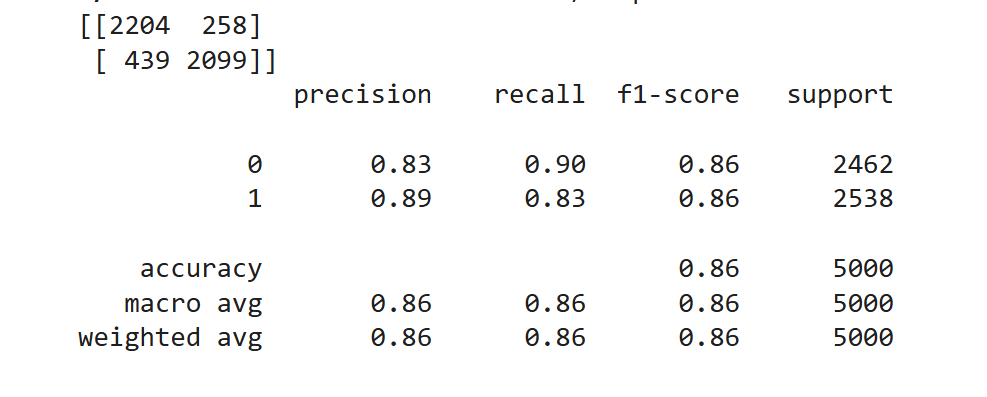 [[2204  258]
 [ 439 2099]]
              precision    recall  f1-score   support

           0       0.83      0.90      0.86      2462
           1       0.89      0.83      0.86      2538

    accuracy                           0.86      5000
   macro avg       0.86      0.86      0.86      5000
weighted avg       0.86      0.86      0.86      5000